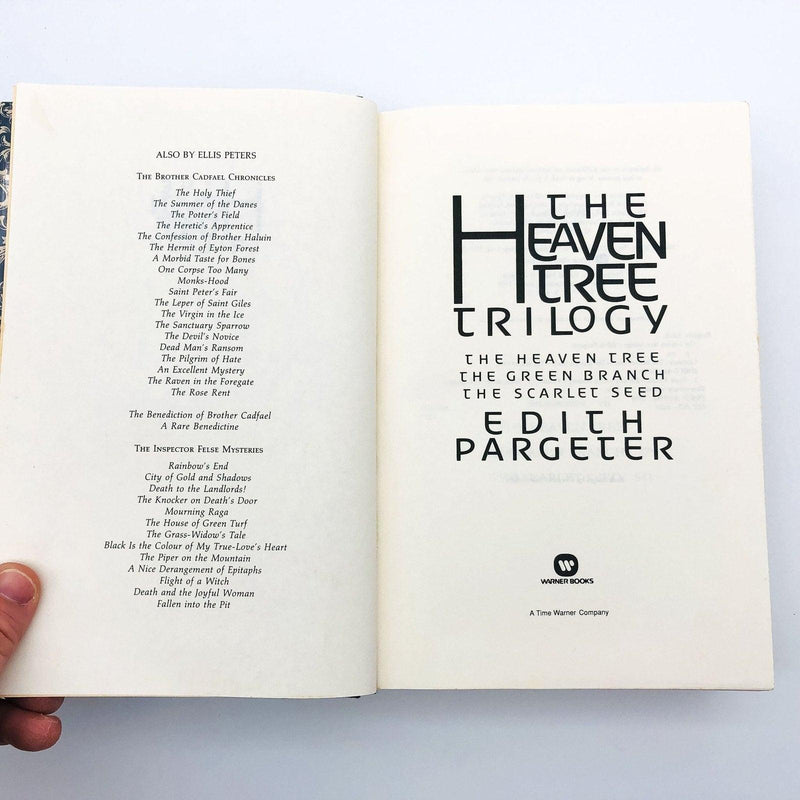 ALSO BY ELLIS PETERS
THE BROTHER CADFAEL CHRONICLES
The Holy Thief
The Summer of the Danes
The Potter's Field
The Heretic's Apprentice
The Confession of Brother Haluin
The Hermit of Eyton Forest
A Morbid Taste for Bones
One Corpse Too Many
Monks-Hood
Saint Peter's Fair
The Leper of Saint Giles
The Virgin in the Ice
The Sanctuary Sparrow
The Devil's Novice
Dead Man's Ransom
The Pilgrim of Hate
An Excellent Mystery
The Raven in the Foregate
The Rose Rent
The Benediction of Brother Cadfael
A Rare Benedictine
THE INSPECTOR FELSE MYSTERIES
Rainbow's End
City of Gold and Shadows
Death to the Landlords!
The Knocker on Death's Door
Mourning Raga
The House of Green Turf
The Grass-Widow's Tale
Black Is the Colour of My True-Love's Heart
The Piper on the Mountain
A Nice Derangement of Epitaphs
Flight of a Witch
Death and the Joyful Woman
Fallen into the Pit
THE
HEAVEN
TREE
TRILOGY
THE HEAVEN TREE
THE GREEN BRANCH
THE SCARLET SEED
EDITH
PARGETER
WARNER BOOKS
A Time Warner Company